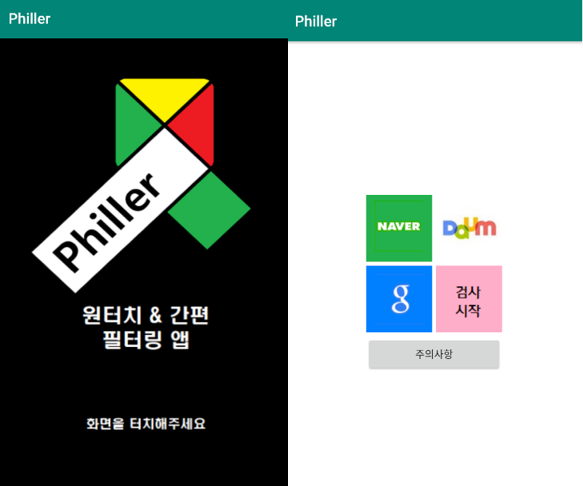 Philler
Philler
원터치 & 간편
필터링 앱
화면을 터치해주세요
Philler
NAVER
Daum
g
검사
시작
주의사항